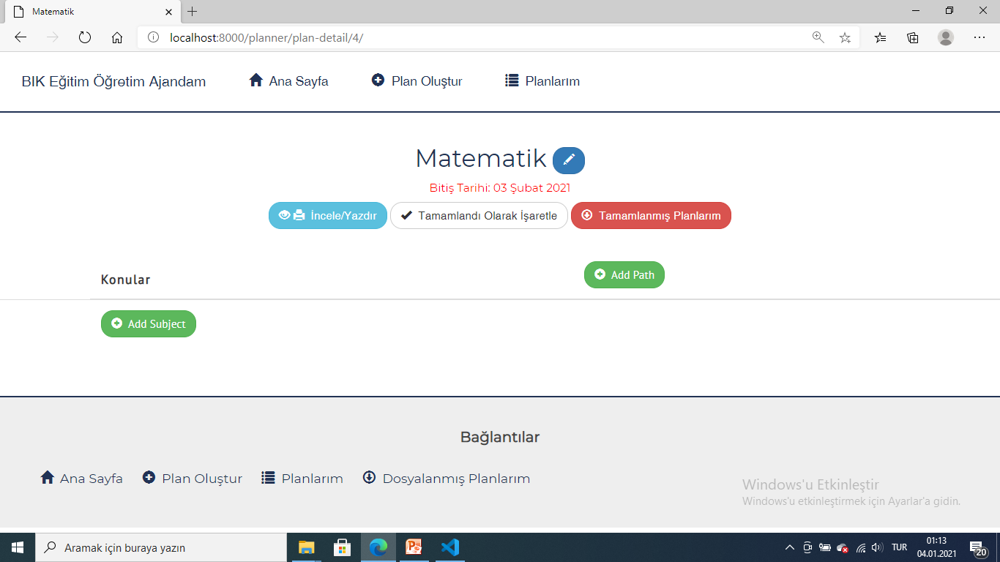 Matematik
localhost:8000/planner/plan-detail/4/
BIK Eğitim Öğretim Ajandam Ana Sayfa Plan Oluştur Planlarım
Matematik
Bitiş Tarihi: 03 Şubat 2021
İncele/Yazdır Tamamlandı Olarak İşaretle Tamamlanmış Planlarım
Konular Add Path
Add Subject
Bağlantılar
Ana Sayfa Plan Oluştur Planlarım Dosyalanmış Planlarım
Windows'u Etkinleştir
Windows'u etkinleştirmek için Ayarlar'a gidin.
Aramak için buraya yazın
TUR
01:13
04.01.2021
20